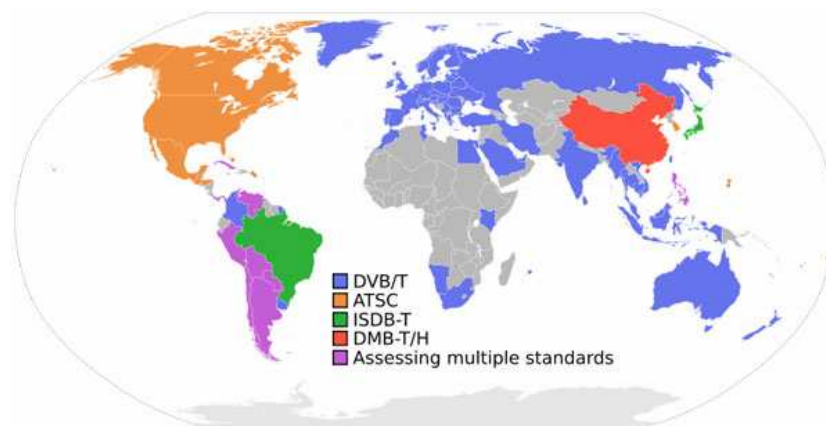 DVB/T
ATSC
ISDB-T
DMB-T/H
Assessing multiple standards